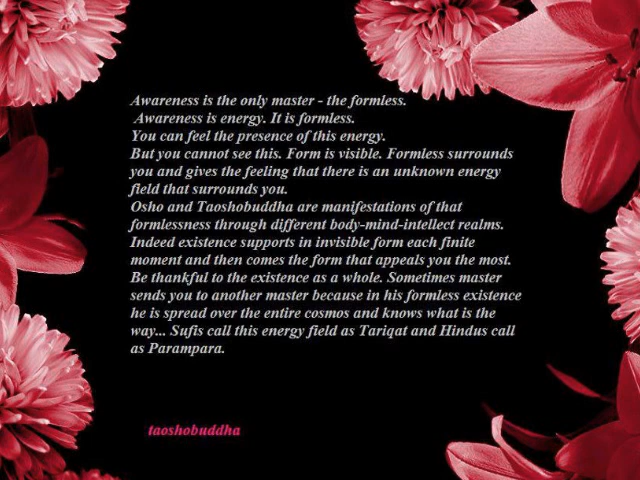 Awareness is the only master - the formless.
Awareness is energy. It is formless.
You can feel the presence of this energy.
But you cannot see this. Form is visible. Formless surrounds
you and gives the feeling that there is an unknown energy
field that surrounds you.
Osho and Taoshobuddha are manifestations of that
formlessness through different body-mind-intellect realms.
Indeed existence supports in invisible form each finite
moment and then comes the form that appeals you the most.
Be thankful to the existence as a whole. Sometimes master
sends you to another master because in his formless existence
he is spread over the entire cosmos and knows what is the
way... Sufis call this energy field as Tariqat and Hindus call
as Parampara.
taoshobuddha